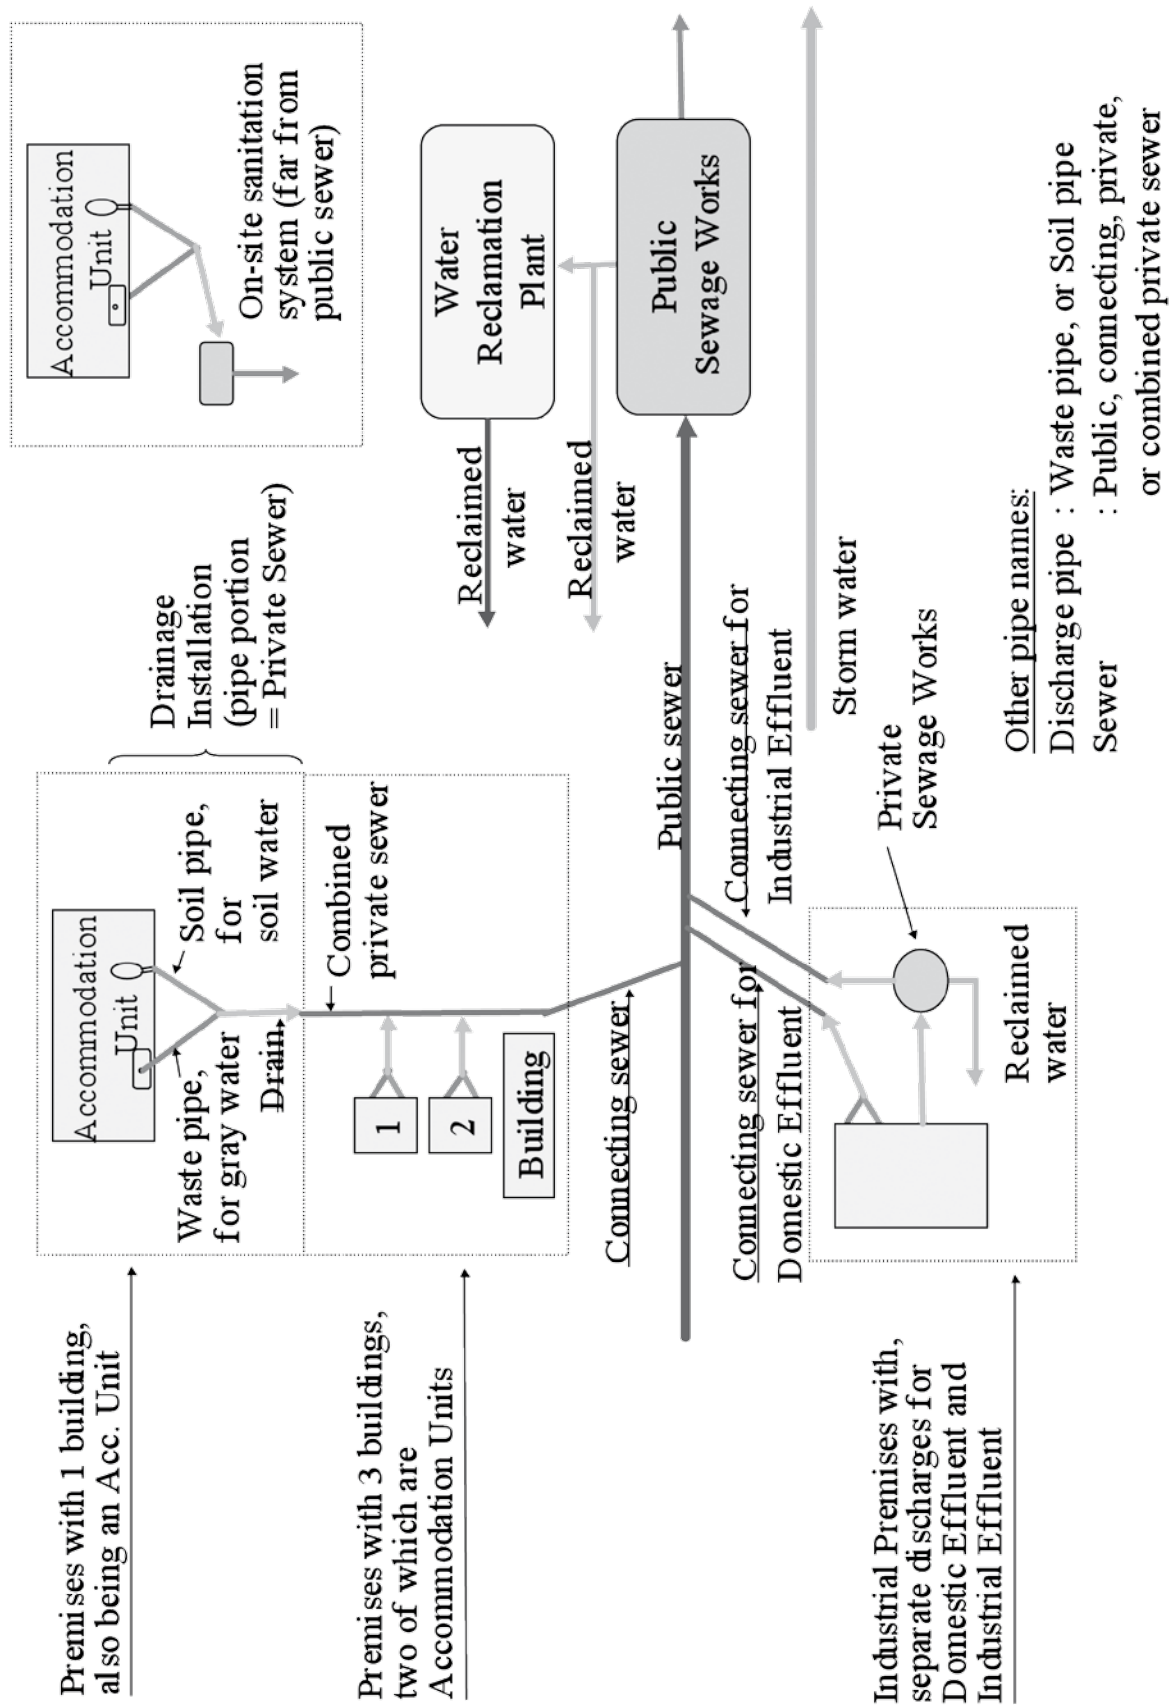 Premises with 1 building,
also being an Acc. Unit
Accommodation
Unit
Waste pipe,
for gray water
Soil pipe,
for
soil water
Drain
Drainage
Installation
(pipe portion
= Private Sewer)
Accommodation
Unit
On-site sanitation
system (far from
public sewer)
Premises with 3 buildings,
two of which are
Accommodation Units
1
2
Building
Combined
private sewer
Connecting sewer
Public sewer
Reclaimed
water
Reclaimed
water
Water
Reclamation
Plant
Public
Sewage Works
Connecting sewer for
Domestic Effluent
Connecting sewer for
Industrial Effluent
Storm water
Industrial Premises with,
separate discharges for
Domestic Effluent and
Industrial Effluent
Private
Sewage Works
Reclaimed
water
Other pipe names:
Discharge pipe : Waste pipe, or Soil pipe
Sewer : Public, connecting, private,
or combined private sewer